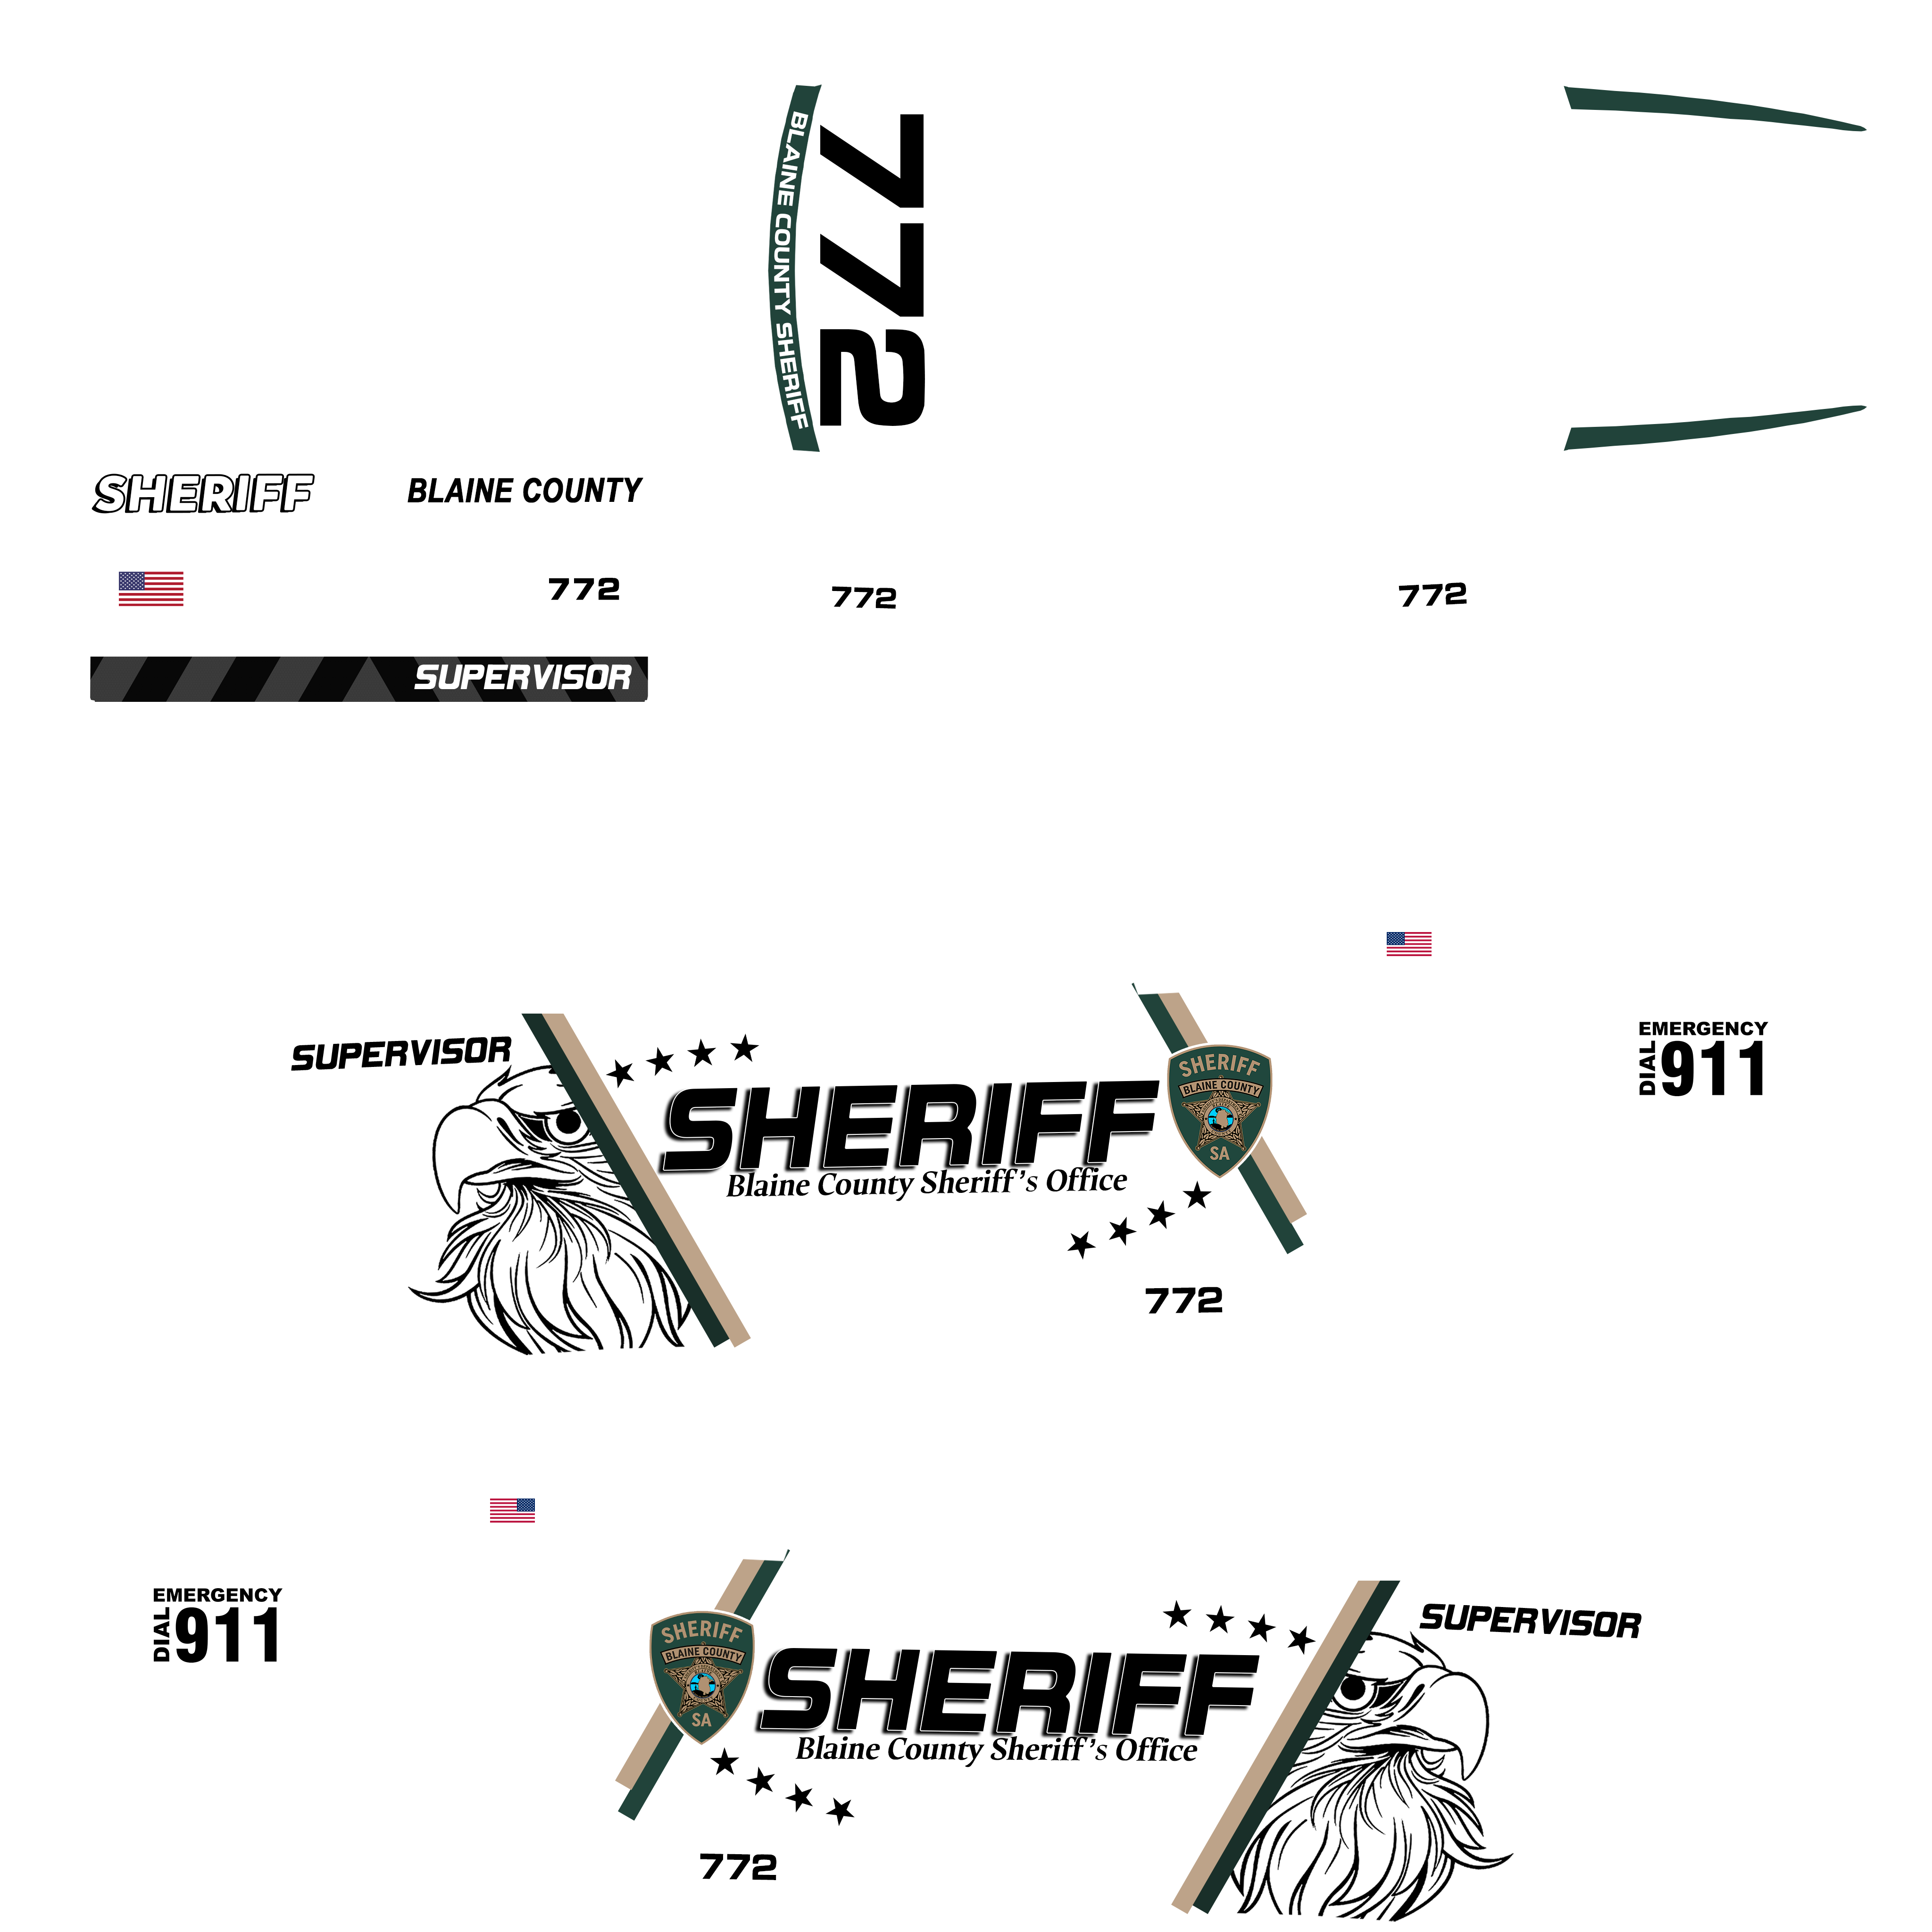 772
BLAINE COUNTY SHERIFF
SHERIFF
BLAINE COUNTY
772
772
772
SUPERVISOR
SUPERVISOR
SHERIFF
Blaine County Sheriff's Office
SHERIFF
BLAINE COUNTY
SA
772
EMERGENCY
DIAL
911
EMERGENCY
DIAL
911
SHERIFF
BLAINE COUNTY
SA
SHERIFF
Blaine County Sheriff's Office
SUPERVISOR
772